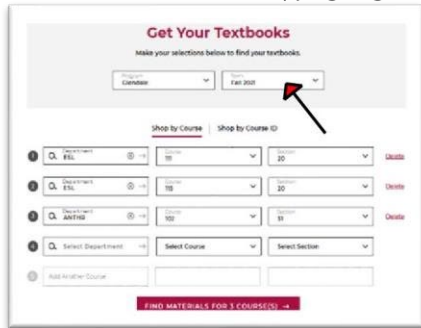 Get Your Textbooks
Make your selections below to find your textbooks.
Program Term
Glendale Fall 2021
Shop by Course Shop by Course ID
1 Department Course Section
ESL 111 20 Delete
2 Department Course Section
ESL 113 20 Delete
3 Department Course Section
ANTHR 102 51 Delete
4 Select Department Select Course Select Section
5 Add Another Course
FIND MATERIALS FOR 3 COURSE(S) →